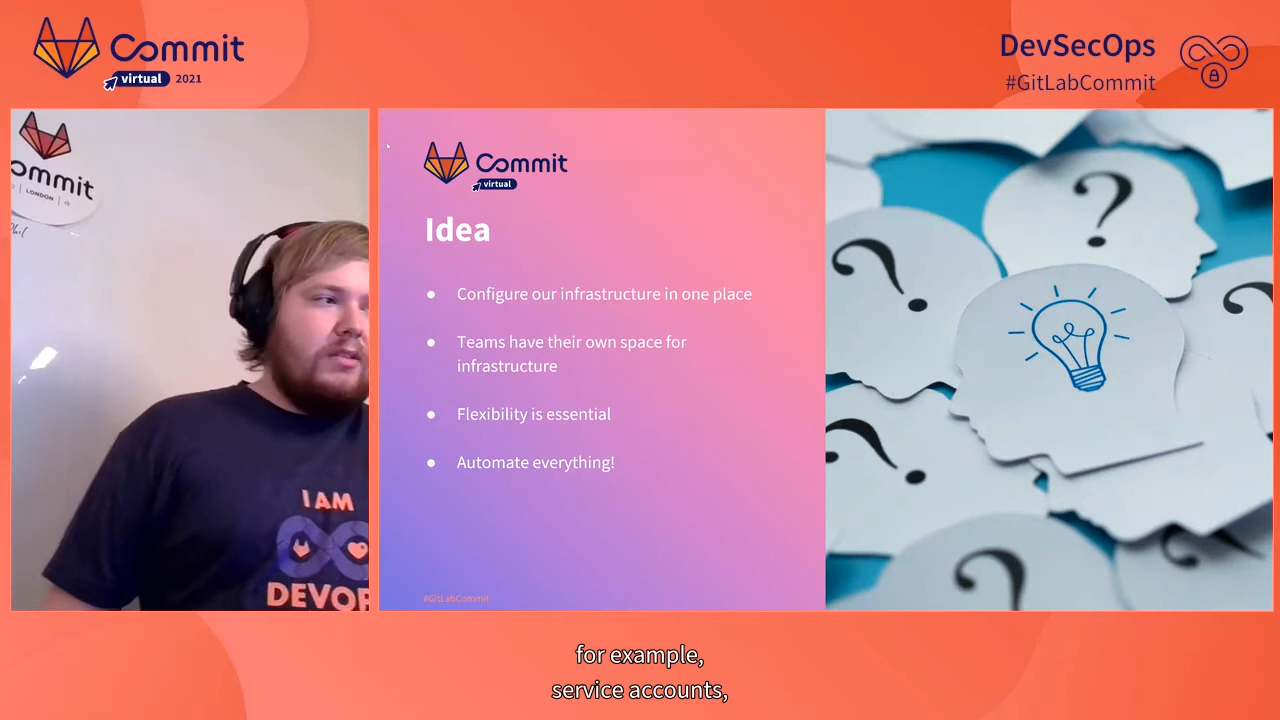 Commit
virtual 2021
DevSecOps
#GitLabCommit
ommit
LONDON
I AM
DEVOP
Commit
virtual
Idea
● Configure our infrastructure in one place
● Teams have their own space for
infrastructure
● Flexibility is essential
● Automate everything!
#GitLabCommit
?
?
?
?
?
?
for example,
service accounts,